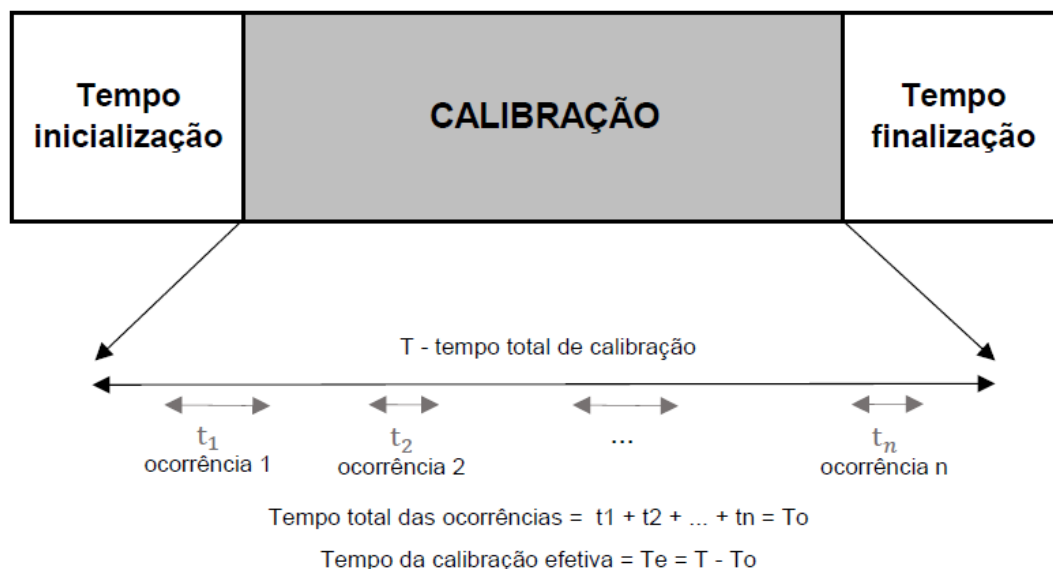 Tempo
inicialização
CALIBRAÇÃO
Tempo
finalização
T - tempo total de calibração
t₁
ocorrência 1
t₂
ocorrência 2
...
tₙ
ocorrência n
Tempo total das ocorrências = t1 + t2 + ... + tn = To
Tempo da calibração efetiva = Te = T - To